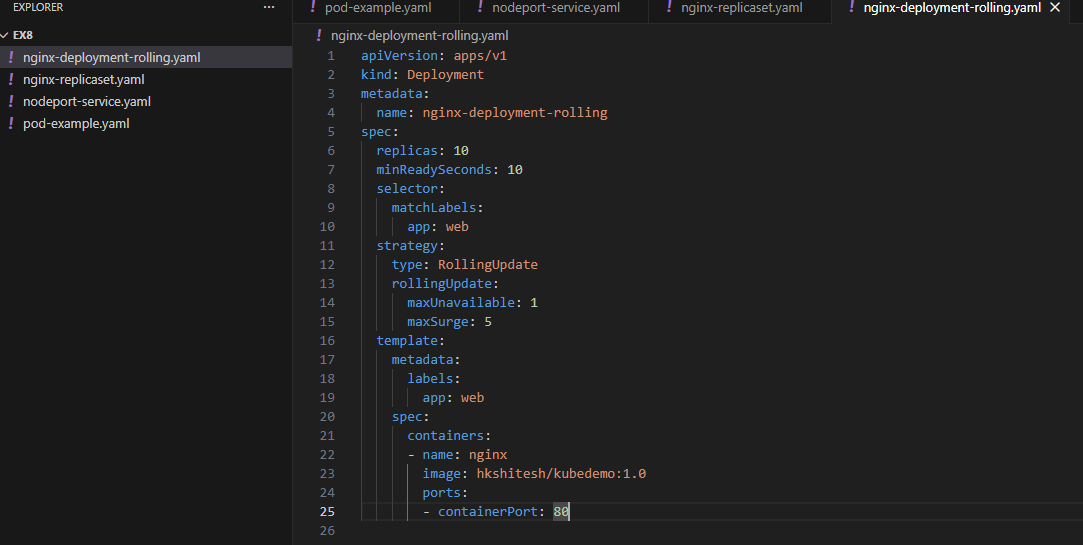 EXPLORER ...
EX8
! nginx-deployment-rolling.yaml
! nginx-replicaset.yaml
! nodeport-service.yaml
! pod-example.yaml
! pod-example.yaml ! nodeport-service.yaml ! nginx-replicaset.yaml ! nginx-deployment-rolling.yaml
! nginx-deployment-rolling.yaml
1 apiVersion: apps/v1
2 kind: Deployment
3 metadata:
4   name: nginx-deployment-rolling
5 spec:
6   replicas: 10
7   minReadySeconds: 10
8   selector:
9     matchLabels:
10       app: web
11   strategy:
12     type: RollingUpdate
13     rollingUpdate:
14       maxUnavailable: 1
15       maxSurge: 5
16   template:
17     metadata:
18       labels:
19         app: web
20     spec:
21       containers:
22       - name: nginx
23         image: hkshitesh/kubedemo:1.0
24         ports:
25         - containerPort: 80
26